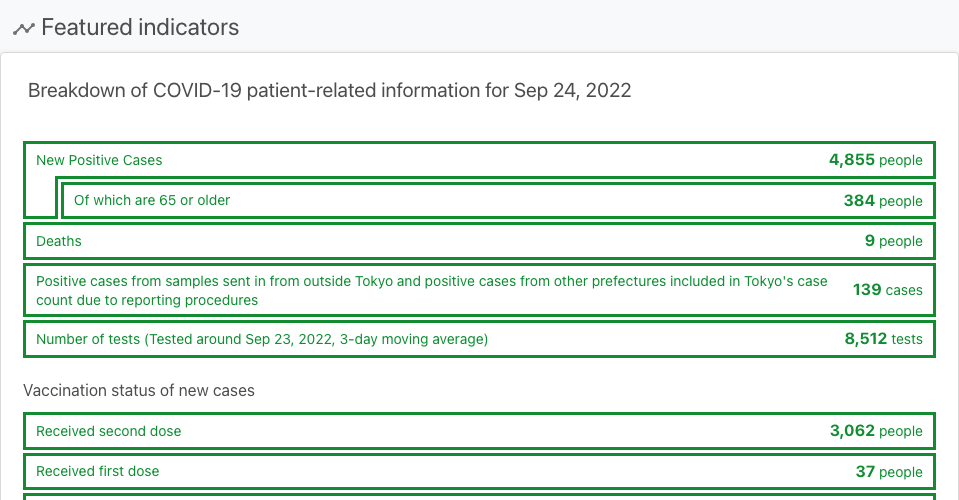 Featured indicators
Breakdown of COVID-19 patient-related information for Sep 24, 2022
New Positive Cases 4,855 people
Of which are 65 or older 384 people
Deaths 9 people
Positive cases from samples sent in from outside Tokyo and positive cases from other prefectures included in Tokyo's case
count due to reporting procedures 139 cases
Number of tests (Tested around Sep 23, 2022, 3-day moving average) 8,512 tests
Vaccination status of new cases
Received second dose 3,062 people
Received first dose 37 people